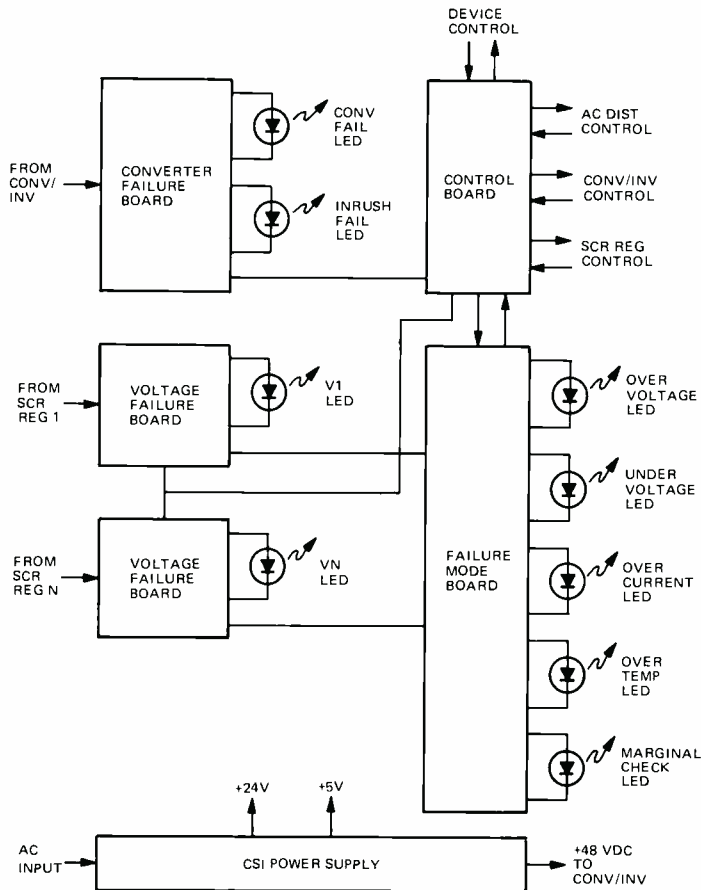 DEVICE
CONTROL
CONV
FAIL
LED
AC DIST
CONTROL
FROM
CONV/
INV
CONVERTER
FAILURE
BOARD
CONTROL
BOARD
CONV/INV
CONTROL
INRUSH
FAIL
LED
SCR REG
CONTROL
FROM
SCR
REG 1
VOLTAGE
FAILURE
BOARD
V1
LED
OVER
VOLTAGE
LED
UNDER
VOLTAGE
LED
FROM
SCR
REG N
VOLTAGE
FAILURE
BOARD
VN
LED
FAILURE
MODE
BOARD
OVER
CURRENT
LED
OVER
TEMP
LED
MARGINAL
CHECK
LED
+24V
+5V
AC
INPUT
CSI POWER SUPPLY
+48 VDC
TO
CONV/INV